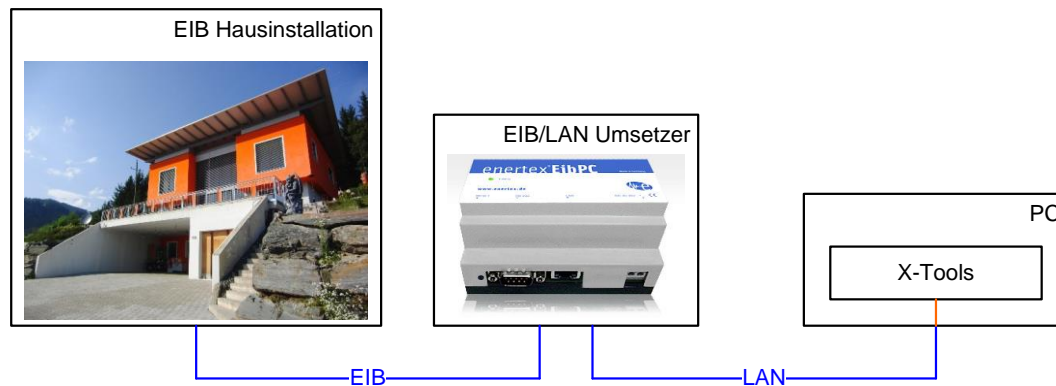 EIB Hausinstallation
EIB/LAN Umsetzer
enertex EibPC
www.enertex.de
PC
X-Tools
EIB
LAN